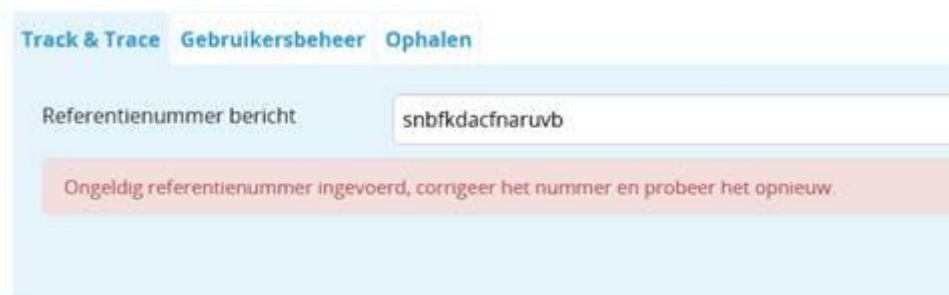 Track & Trace Gebruikersbeheer Ophalen
Referentienummer bericht snbfkdacfnaruvb
Ongeldig referentienummer ingevoerd, corrigeer het nummer en probeer het opnieuw.